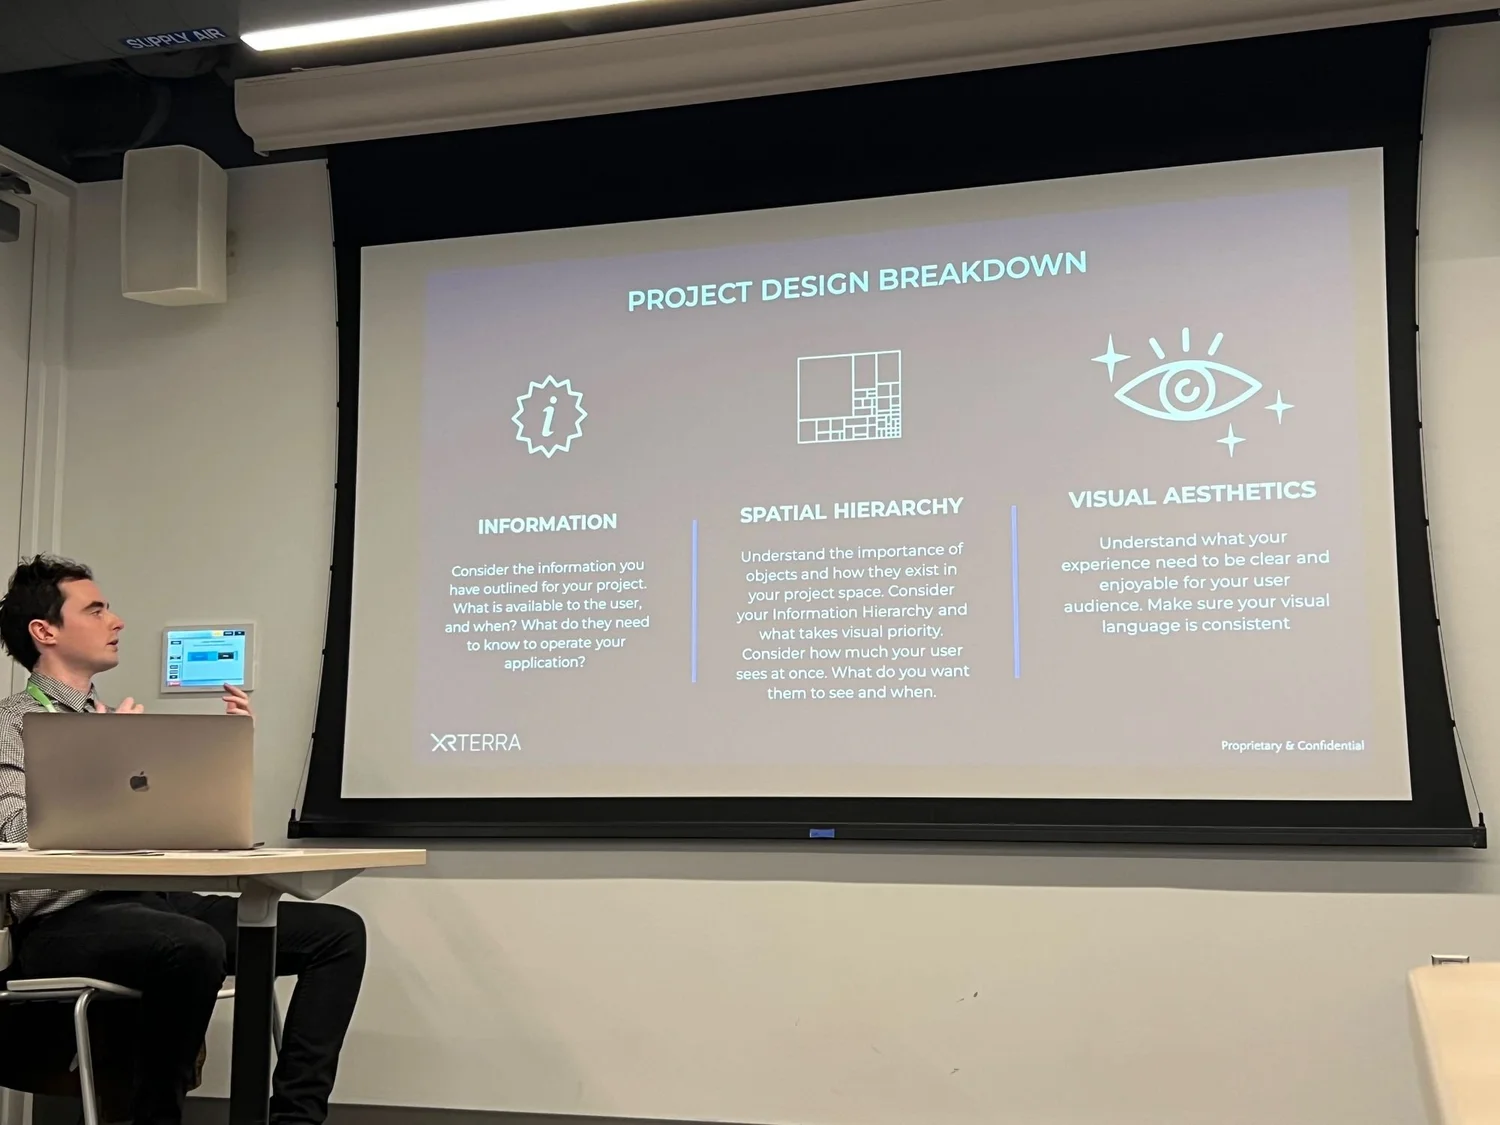 SUPPLY AIR
PROJECT DESIGN BREAKDOWN
i
INFORMATION
Consider the information you
have outlined for your project.
What is available to the user,
and when? What do they need
to know to operate your
application?
SPATIAL HIERARCHY
Understand the importance of
objects and how they exist in
your project space. Consider
your Information Hierarchy and
what takes visual priority.
Consider how much your user
sees at once. What do you want
them to see and when.
VISUAL AESTHETICS
Understand what your
experience need to be clear and
enjoyable for your user
audience. Make sure your visual
language is consistent
XRTERRA
Proprietary & Confidential